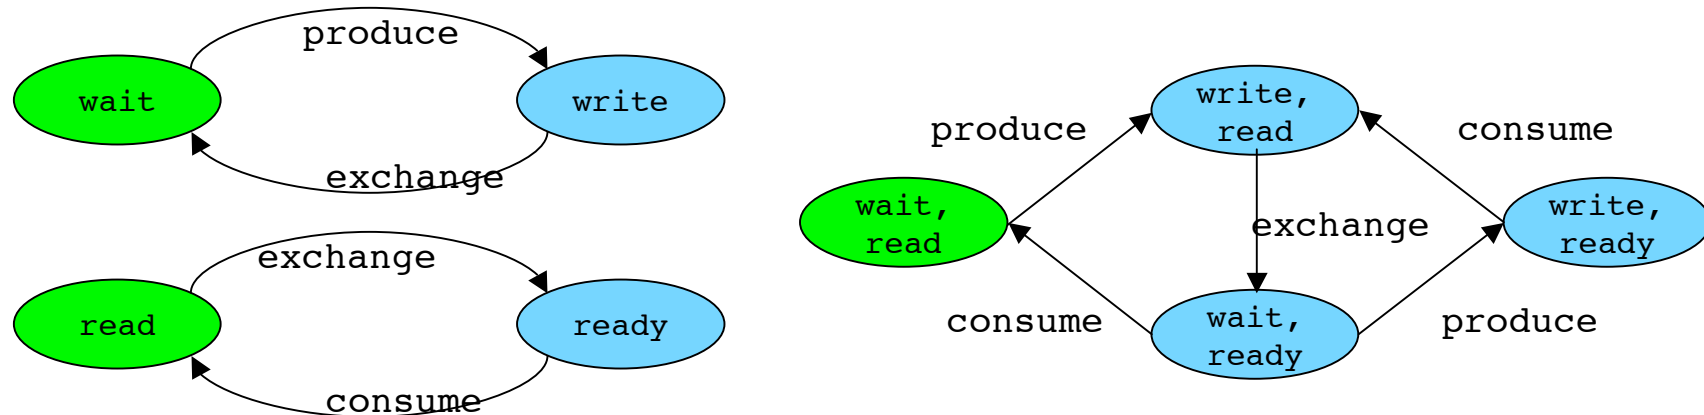 produce
wait
write
exchange
exchange
read
ready
consume
write,
read
produce
consume
wait,
read
exchange
write,
ready
consume
wait,
ready
produce